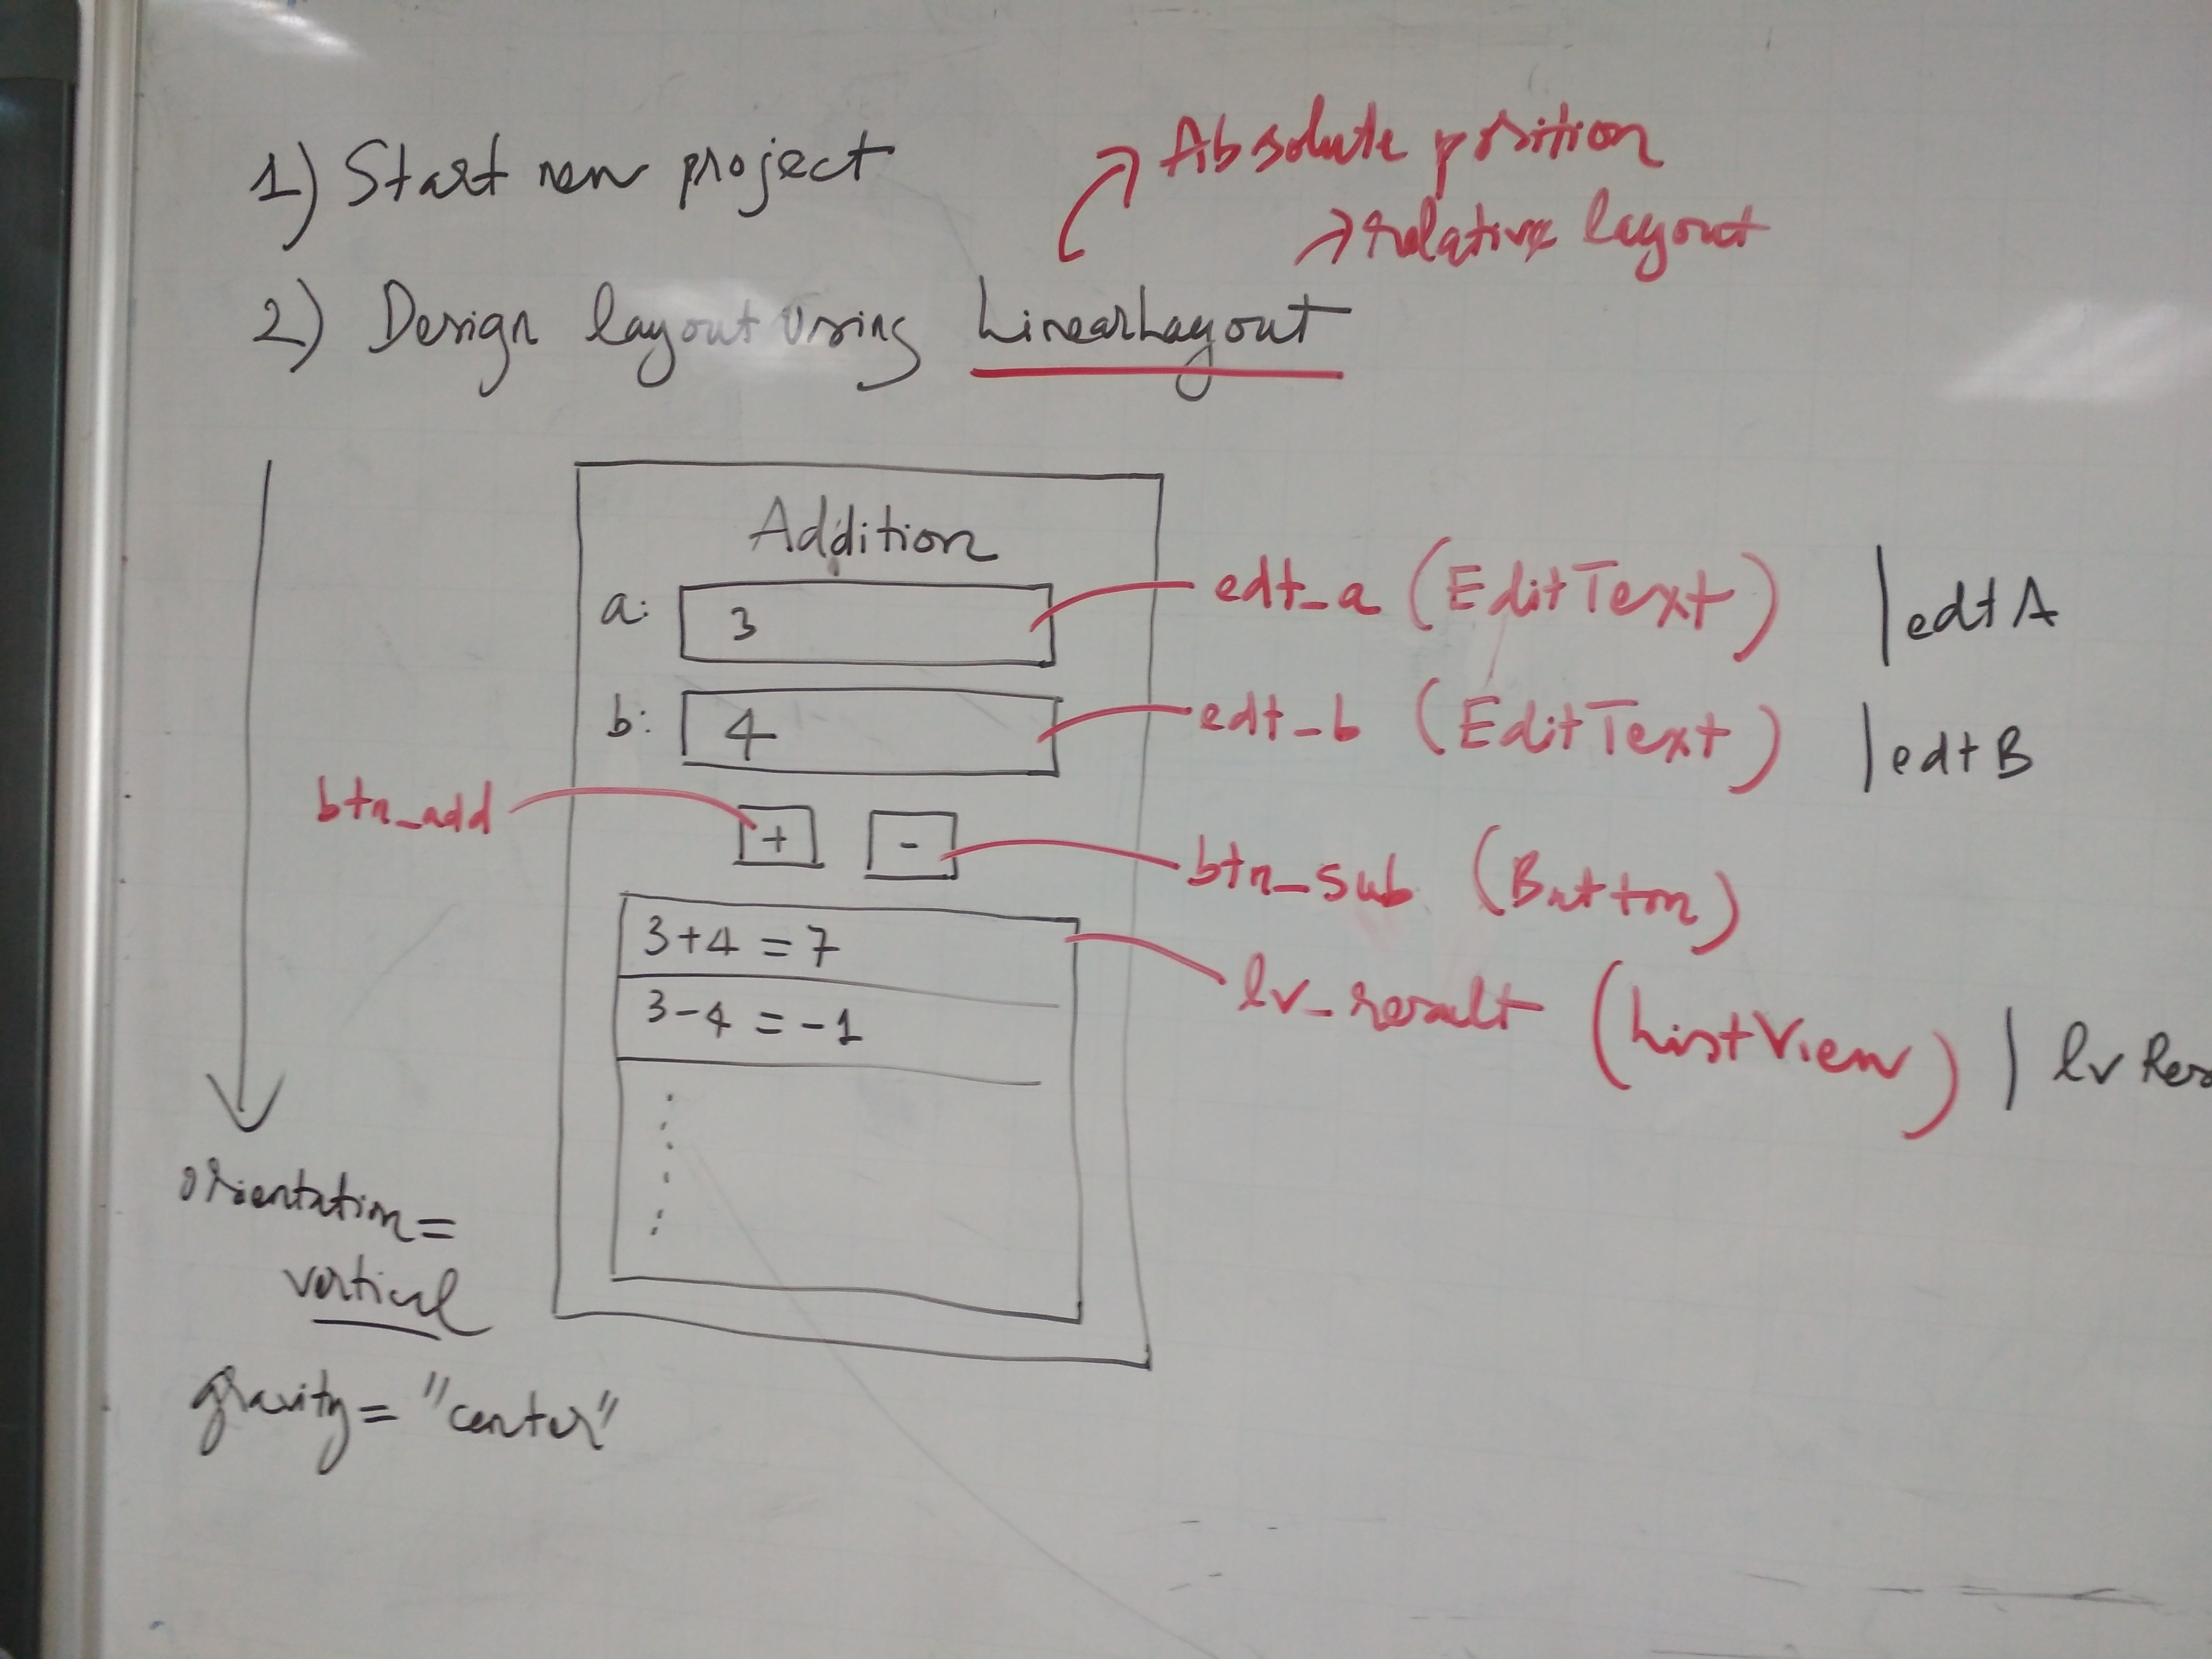 1) Start new project
Absolute position
relative layout
2) Design layout using LinearLayout
Addition
a: 3
edt_a (EditText) | edtA
b: 4
edt_b (EditText) | edtB
btn_add
+ -
btn_sub (Button)
3+4 = 7
lv_result (ListView) | lvRes
3-4 = -1
orientation =
vertical
gravity = "center"